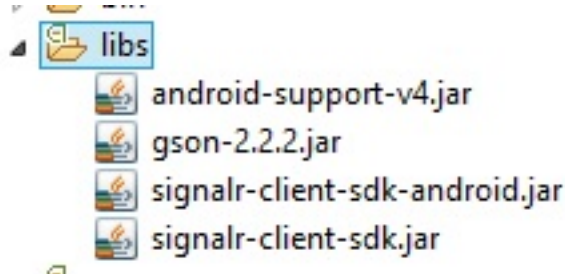 libs
android-support-v4.jar
gson-2.2.2.jar
signalr-client-sdk-android.jar
signalr-client-sdk.jar